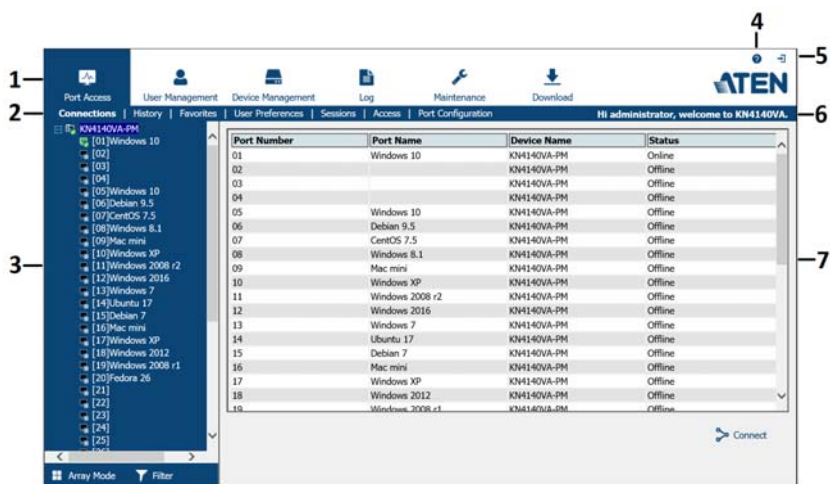 4
5
1
Port Access
User Management
Device Management
Log
Maintenance
Download
ATEN
2
Connections | History | Favorites | User Preferences | Sessions | Access | Port Configuration
Hi administrator, welcome to KN4140VA.
6
KN4140VA-PM
[01]Windows 10
[02]
[03]
[04]
[05]Windows 10
[06]Debian 9.5
[07]CentOS 7.5
[08]Windows 8.1
[09]Mac mini
[10]Windows XP
[11]Windows 2008 r2
[12]Windows 2016
[13]Windows 7
[14]Ubuntu 17
[15]Debian 7
[16]Mac mini
[17]Windows XP
[18]Windows 2012
[19]Windows 2008 r1
[20]Fedora 26
[21]
[22]
[23]
[24]
[25]
3
Array Mode
Filter
Port Number Port Name Device Name Status
01 Windows 10 KN4140VA-PM Online
02 KN4140VA-PM Offline
03 KN4140VA-PM Offline
04 KN4140VA-PM Offline
05 Windows 10 KN4140VA-PM Offline
06 Debian 9.5 KN4140VA-PM Offline
07 CentOS 7.5 KN4140VA-PM Offline
08 Windows 8.1 KN4140VA-PM Offline
09 Mac mini KN4140VA-PM Offline
10 Windows XP KN4140VA-PM Offline
11 Windows 2008 r2 KN4140VA-PM Offline
12 Windows 2016 KN4140VA-PM Offline
13 Windows 7 KN4140VA-PM Offline
14 Ubuntu 17 KN4140VA-PM Offline
15 Debian 7 KN4140VA-PM Offline
16 Mac mini KN4140VA-PM Offline
17 Windows XP KN4140VA-PM Offline
18 Windows 2012 KN4140VA-PM Offline
19 Windows 2008 r1 KN4140VA-PM Offline
7
Connect